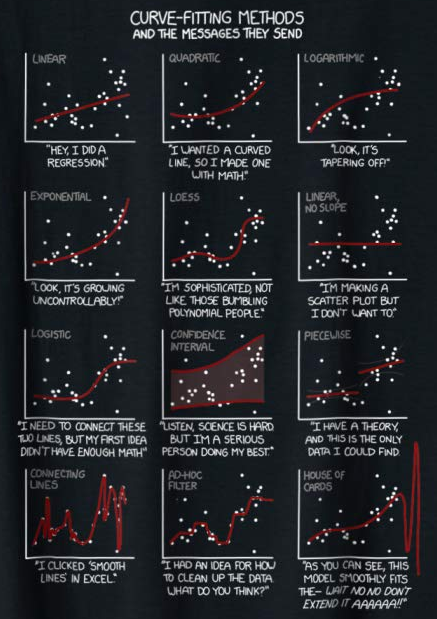 CURVE-FITTING METHODS
AND THE MESSAGES THEY SEND
LINEAR
"HEY, I DID A
REGRESSION."
QUADRATIC
"I WANTED A CURVED
LINE, SO I MADE ONE
WITH MATH."
LOGARITHMIC
"LOOK, IT'S
TAPERING OFF!"
EXPONENTIAL
"LOOK, IT'S GROWING
UNCONTROLLABLY!"
LOESS
"I'M SOPHISTICATED, NOT
LIKE THOSE BUMBLING
POLYNOMIAL PEOPLE."
LINEAR,
NO SLOPE
"I'M MAKING A
SCATTER PLOT BUT
I DON'T WANT TO."
LOGISTIC
"I NEED TO CONNECT THESE
TWO LINES, BUT MY FIRST IDEA
DIDN'T HAVE ENOUGH MATH."
CONFIDENCE
INTERVAL
"LISTEN, SCIENCE IS HARD.
BUT I'M A SERIOUS
PERSON DOING MY BEST."
PIECEWISE
"I HAVE A THEORY,
AND THIS IS THE ONLY
DATA I COULD FIND."
CONNECTING
LINES
"I CLICKED 'SMOOTH
LINES' IN EXCEL."
AD-HOC
FILTER
"I HAD AN IDEA FOR HOW
TO CLEAN UP THE DATA.
WHAT DO YOU THINK?"
HOUSE OF
CARDS
"AS YOU CAN SEE, THIS
MODEL SMOOTHLY FITS
THE– WAIT NO NO DON'T
EXTEND IT AAAAAA!!"